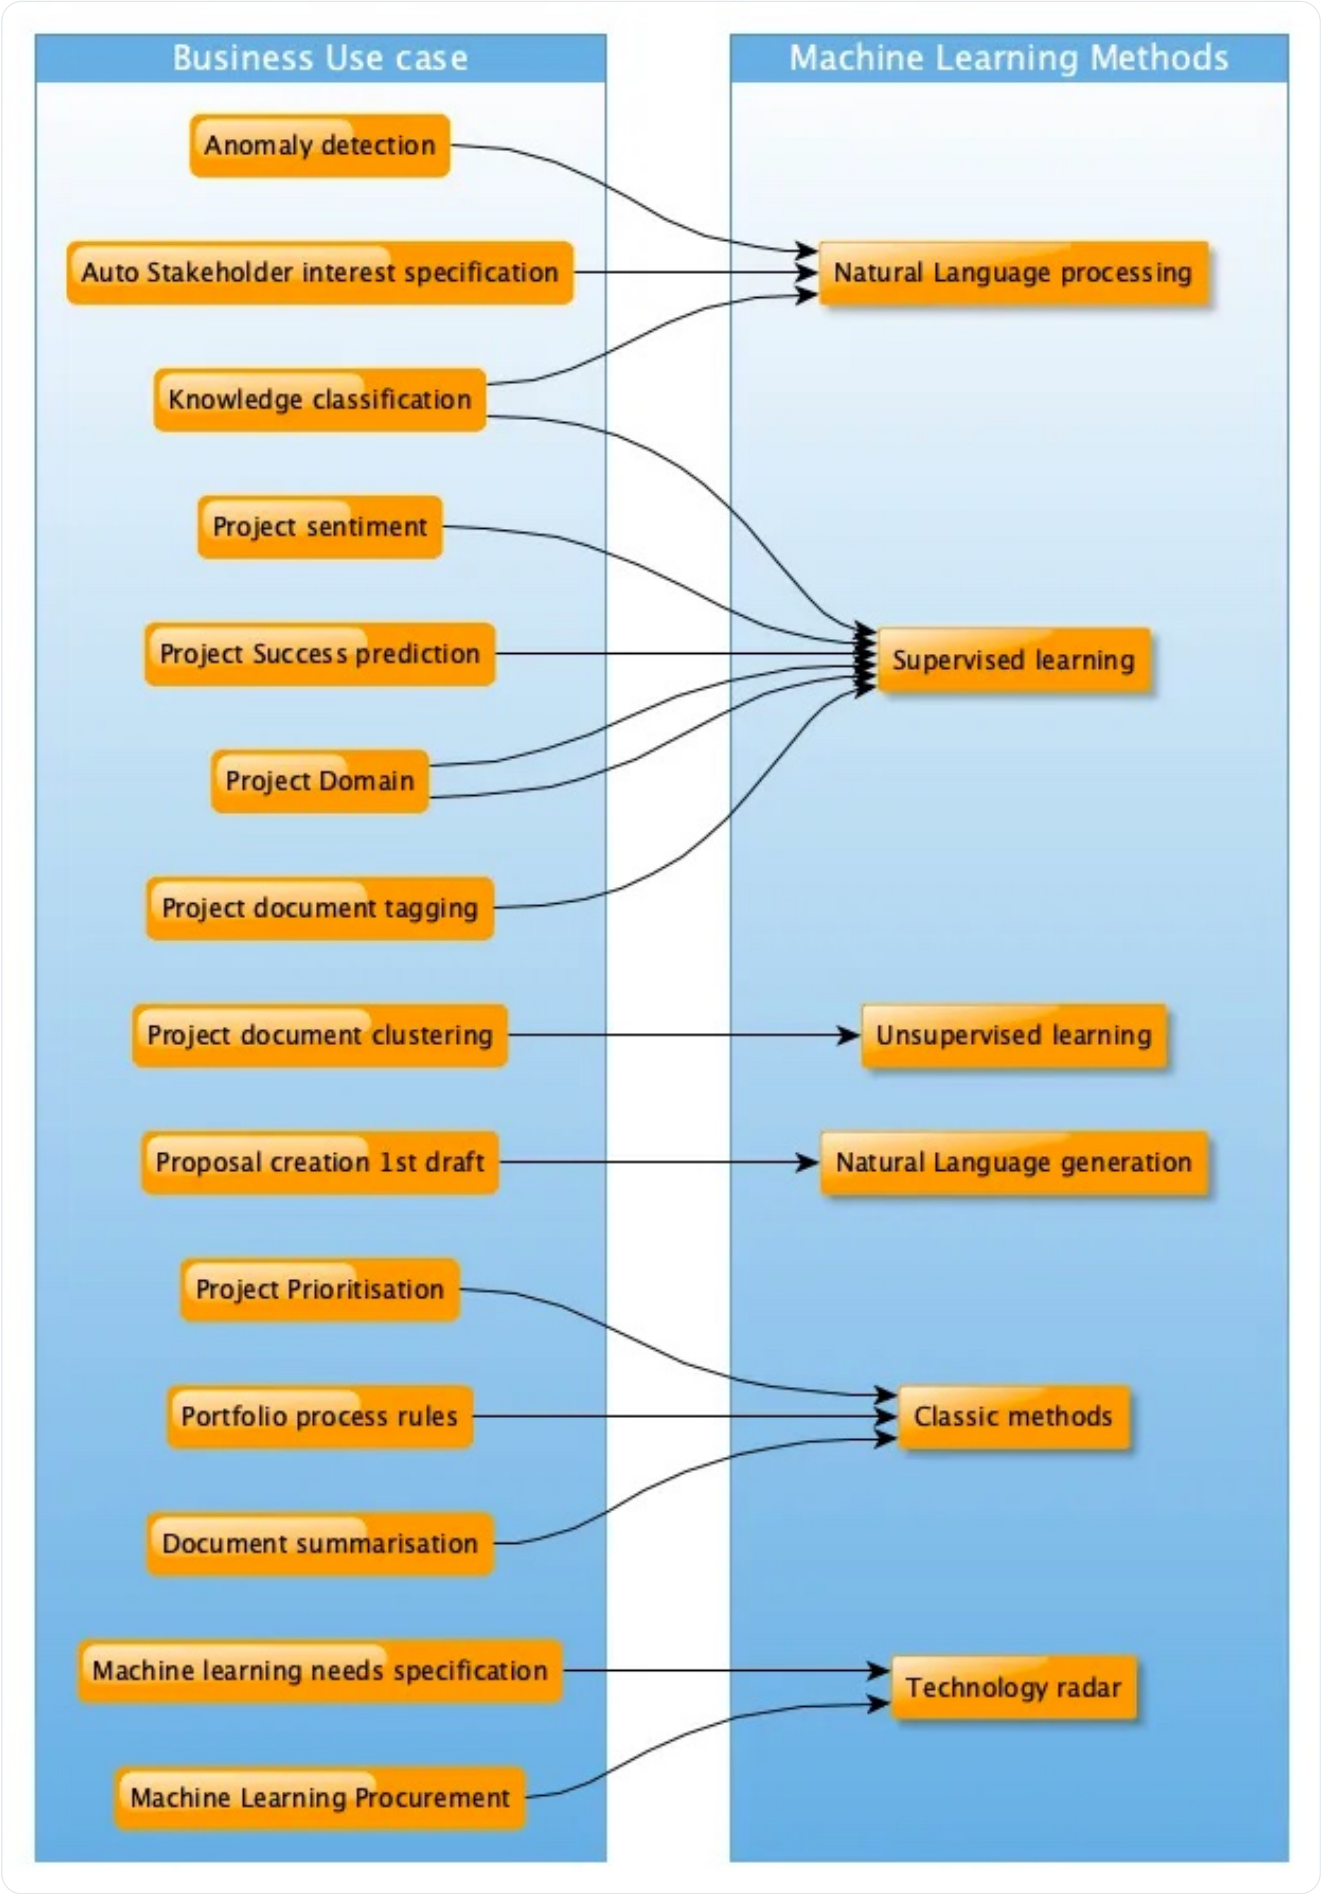 Business Use case
Anomaly detection
Auto Stakeholder interest specification
Knowledge classification
Project sentiment
Project Success prediction
Project Domain
Project document tagging
Project document clustering
Proposal creation 1st draft
Project Prioritisation
Portfolio process rules
Document summarisation
Machine learning needs specification
Machine Learning Procurement
Machine Learning Methods
Natural Language processing
Supervised learning
Unsupervised learning
Natural Language generation
Classic methods
Technology radar